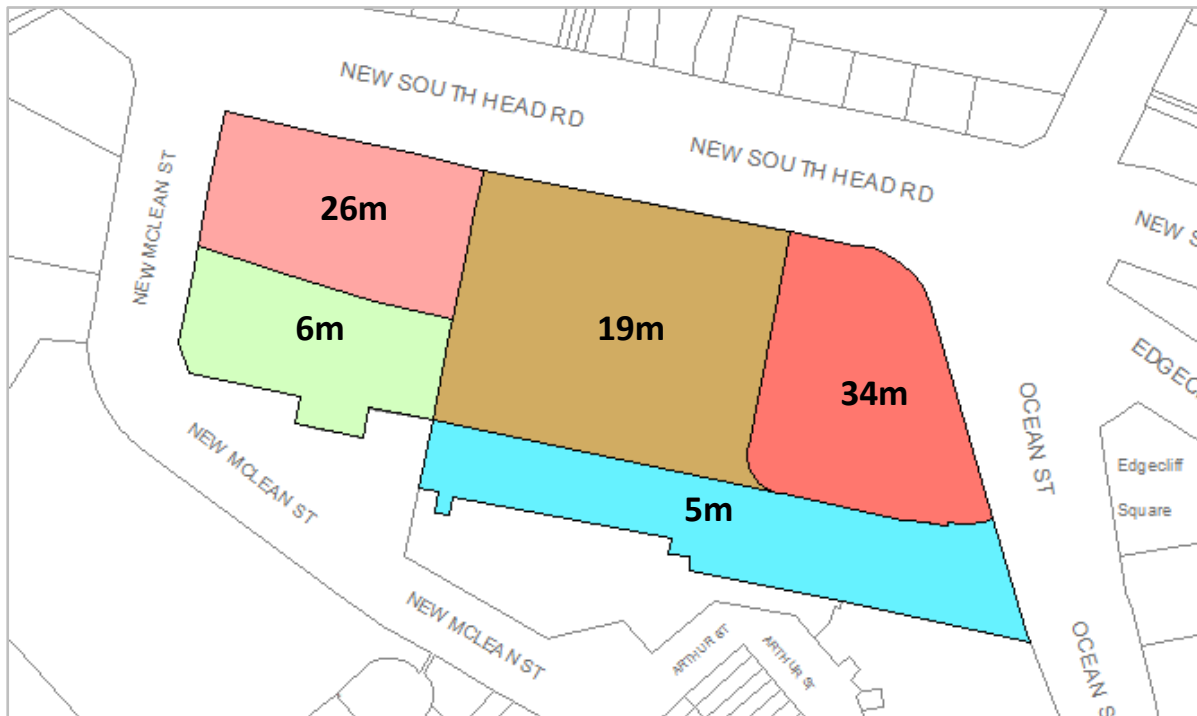 NEW SOUTH HEAD RD
NEW SOUTH HEAD RD
NEW MCLEAN ST
26m
6m
19m
34m
5m
NEW S
EDGECL
OCEAN ST
Edgecliff
Square
NEW MCLEAN ST
NEW MCLEAN ST
ARTHUR ST
ARTHUR ST
OCEAN S